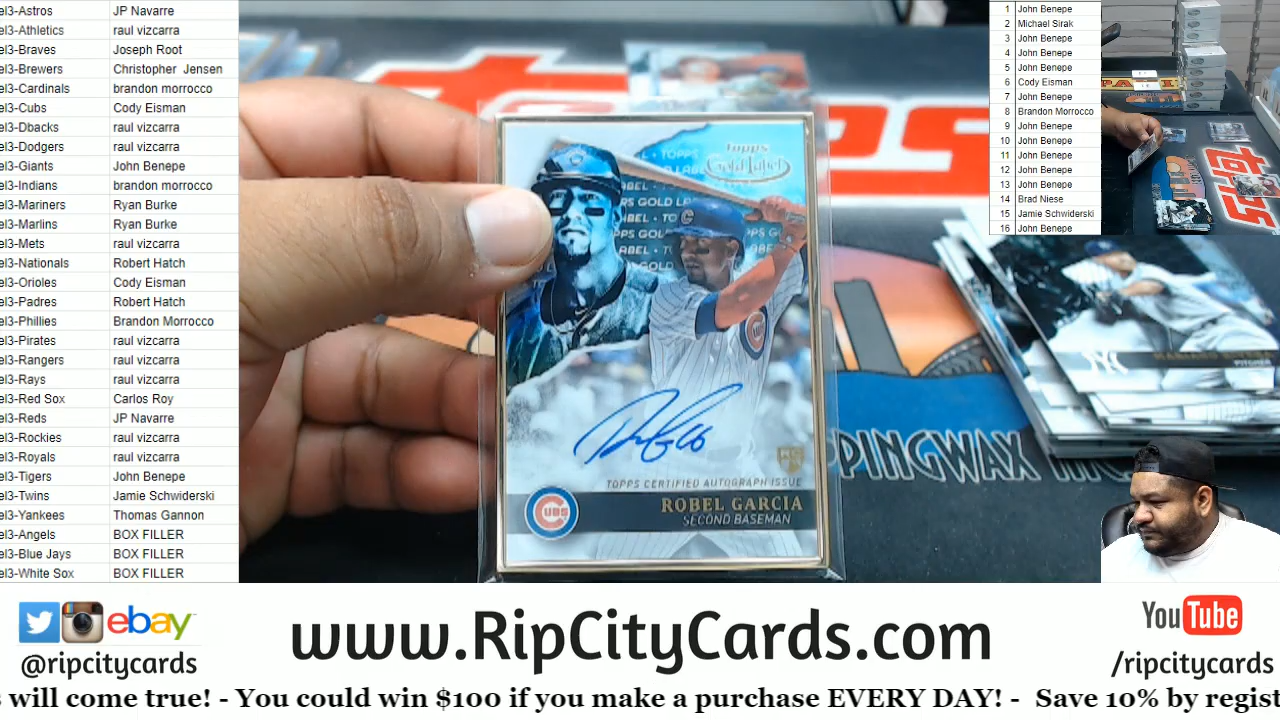 el3-Astros JP Navarre
el3-Athletics raul vizcarra
el3-Braves Joseph Root
el3-Brewers Christopher Jensen
el3-Cardinals brandon morrocco
el3-Cubs Cody Eisman
el3-Dbacks raul vizcarra
el3-Dodgers raul vizcarra
el3-Giants John Benepe
el3-Indians brandon morrocco
el3-Mariners Ryan Burke
el3-Marlins Ryan Burke
el3-Mets raul vizcarra
el3-Nationals Robert Hatch
el3-Orioles Cody Eisman
el3-Padres Robert Hatch
el3-Phillies Brandon Morrocco
el3-Pirates raul vizcarra
el3-Rangers raul vizcarra
el3-Rays raul vizcarra
el3-Red Sox Carlos Roy
el3-Reds JP Navarre
el3-Rockies raul vizcarra
el3-Royals raul vizcarra
el3-Tigers John Benepe
el3-Twins Jamie Schwiderski
el3-Yankees Thomas Gannon
el3-Angels BOX FILLER
el3-Blue Jays BOX FILLER
el3-White Sox BOX FILLER
topps
Gold Label
TOPPS CERTIFIED AUTOGRAPH ISSUE
ROBEL GARCIA
SECOND BASEMAN
CUBS
RC
PITCHER
PPINGWAX
1 John Benepe
2 Michael Sirak
3 John Benepe
4 John Benepe
5 John Benepe
6 Cody Eisman
7 John Benepe
8 Brandon Morrocco
9 John Benepe
10 John Benepe
11 John Benepe
12 John Benepe
13 John Benepe
14 Brad Niese
15 Jamie Schwiderski
16 John Benepe
ebay
@ripcitycards
www.RipCityCards.com
YouTube
/ripcitycards
s will come true! - You could win $100 if you make a purchase EVERY DAY! - Save 10% by regist